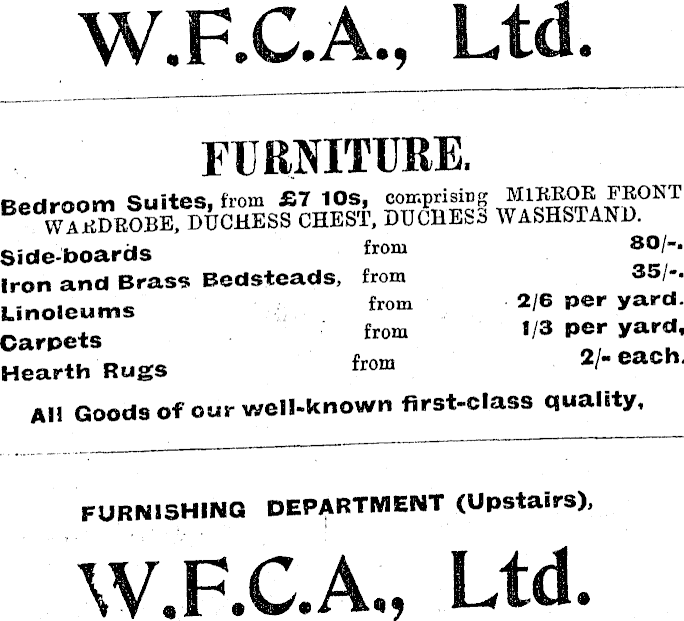 W.F.C.A., Ltd.
FURNITURE.
Bedroom Suites, from £7 10s, comprising MIRROR FRONT
WARDROBE, DUCHESS CHEST, DUCHESS WASHSTAND.
Side-boards from 80/-.
Iron and Brass Bedsteads, from 35/-.
Linoleums from 2/6 per yard.
Carpets from 1/3 per yard,
Hearth Rugs from 2/- each.
All Goods of our well-known first-class quality,
FURNISHING DEPARTMENT (Upstairs),
W.F.C.A., Ltd.